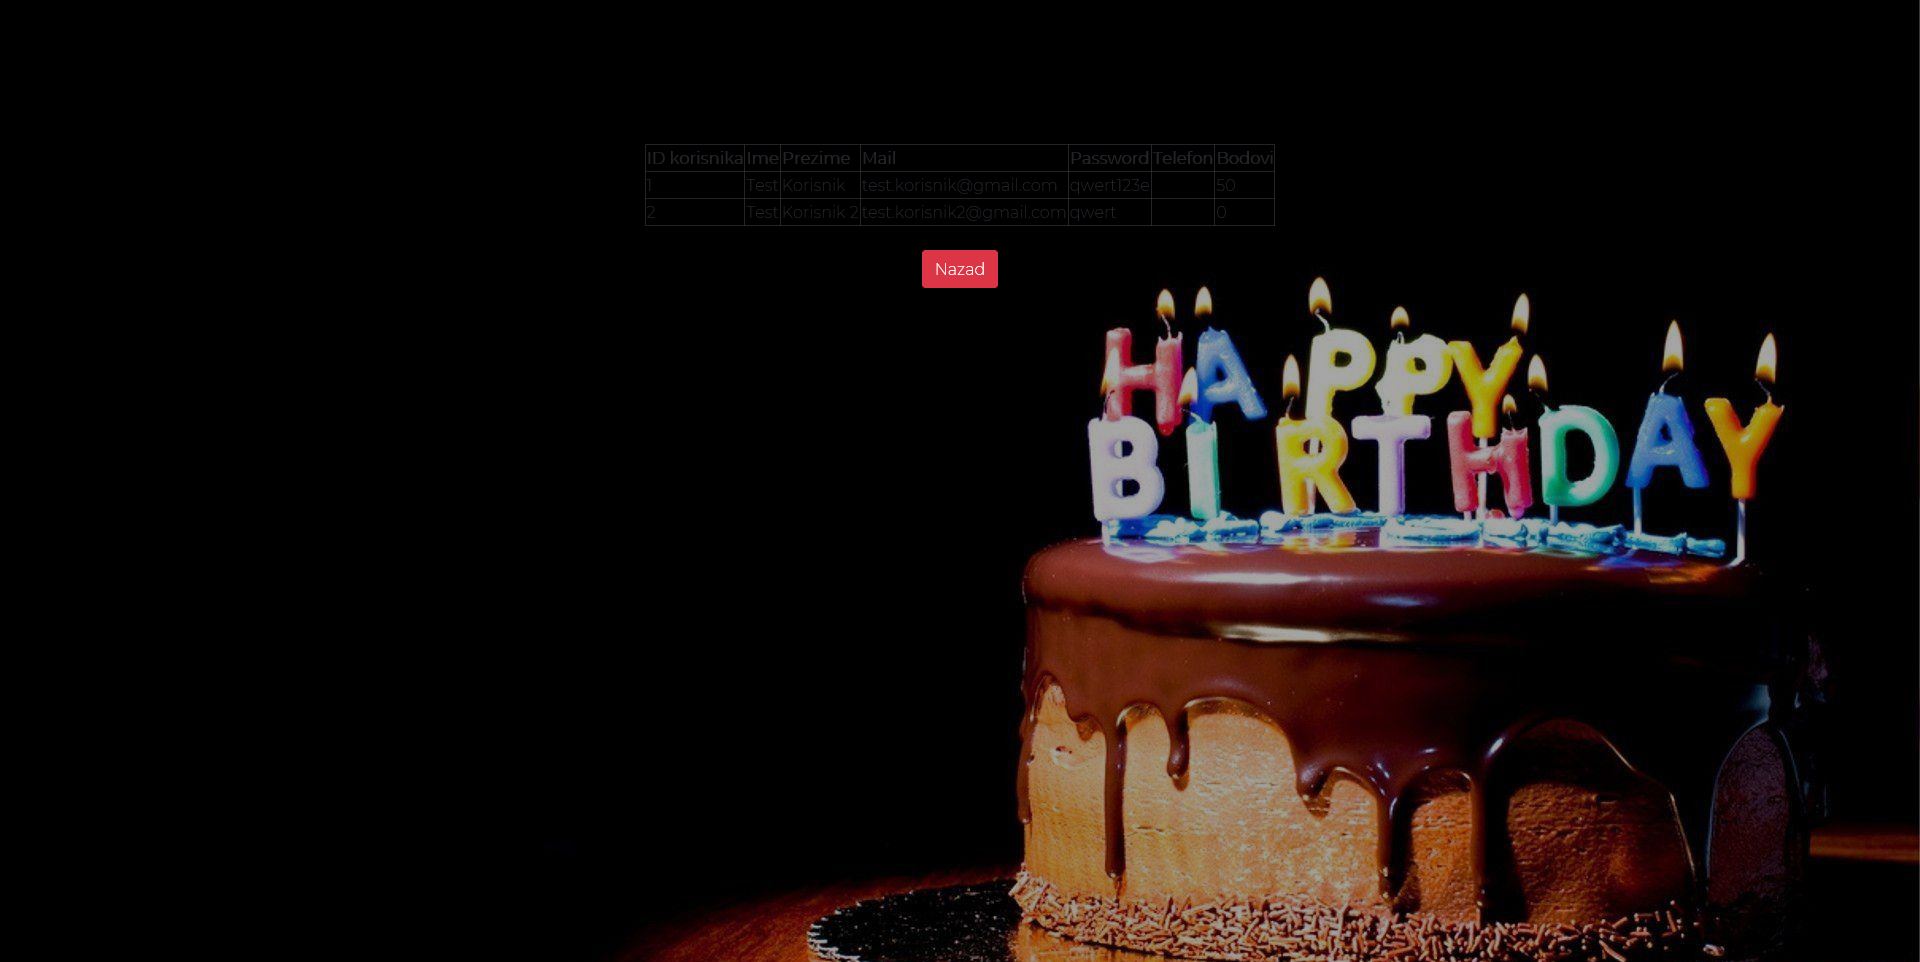 ID korisnika Ime Prezime Mail Password Telefon Bodovi
1 Test Korisnik test.korisnik@gmail.com qwert123e 50
2 Test Korisnik 2 test.korisnik2@gmail.com qwert 0
Nazad
HAPPY
BIRTHDAY